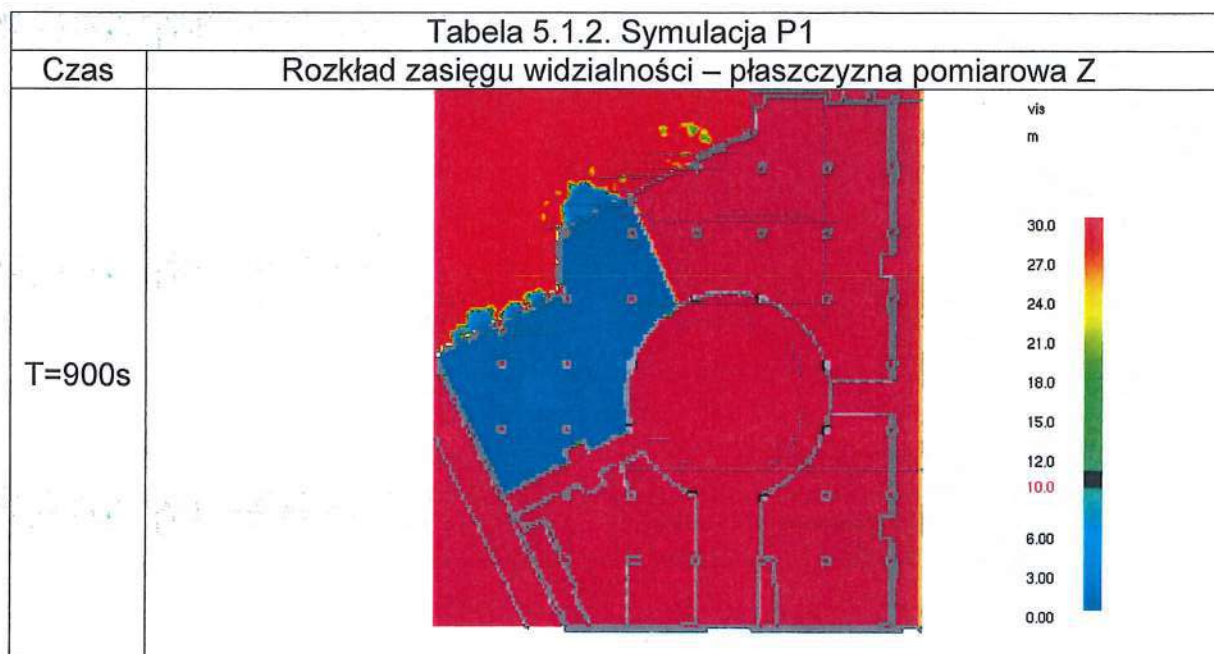 Tabela 5.1.2. Symulacja P1
Czas
Rozkład zasięgu widzialności – płaszczyzna pomiarowa Z
T=900s
vis
m
30.0
27.0
24.0
21.0
18.0
15.0
12.0
10.0
6.00
3.00
0.00